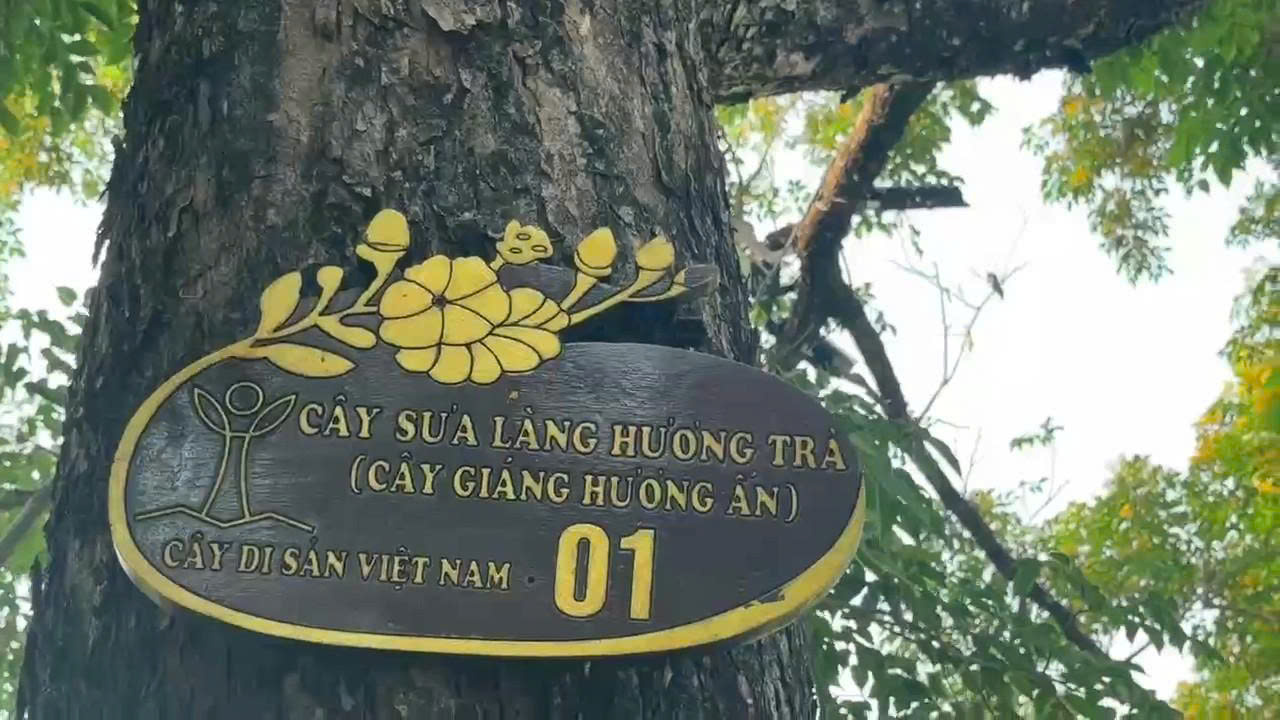 CÂY SƯA LÀNG HƯƠNG TRÀ
(CÂY GIÁNG HƯƠNG ẤN)
CÂY DI SẢN VIỆT NAM
01